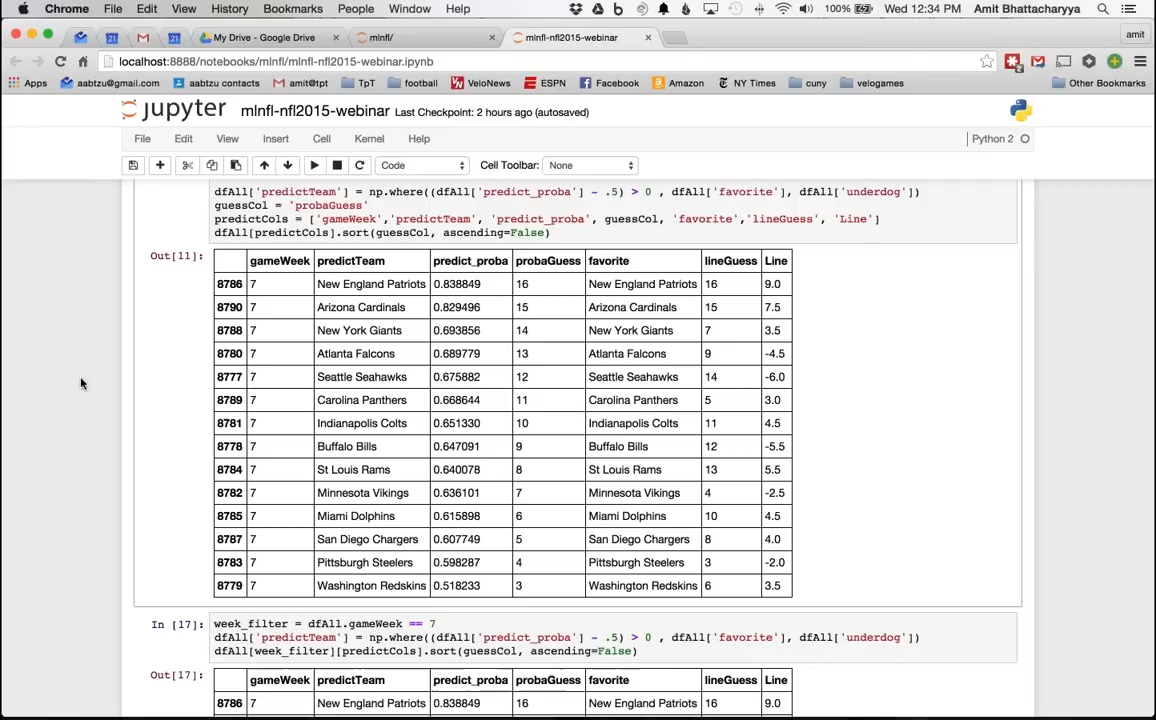 Chrome File Edit View History Bookmarks People Window Help 100% Wed 12:34 PM Amit Bhattacharyya
21 21 My Drive - Google Drive × mlnfl/ × mlnfl-nfl2015-webinar × amit
localhost:8888/notebooks/mlnfl/mlnfl-nfl2015-webinar.ipynb
Apps aabtzu@gmail.com aabtzu contacts amit@tpt TpT football VeloNews ESPN Facebook Amazon NY Times cuny velogames Other Bookmarks
jupyter mlnfl-nfl2015-webinar Last Checkpoint: 2 hours ago (autosaved)
File Edit View Insert Cell Kernel Help Python 2
Code Cell Toolbar: None
dfAll['predictTeam'] = np.where((dfAll['predict_proba'] - .5) > 0 , dfAll['favorite'], dfAll['underdog'])
guessCol = 'probaGuess'
predictCols = ['gameWeek','predictTeam', 'predict_proba', guessCol, 'favorite','lineGuess', 'Line']
dfAll[predictCols].sort(guessCol, ascending=False)
Out[11]:
gameWeek predictTeam predict_proba probaGuess favorite lineGuess Line
8786 7 New England Patriots 0.838849 16 New England Patriots 16 9.0
8790 7 Arizona Cardinals 0.829496 15 Arizona Cardinals 15 7.5
8788 7 New York Giants 0.693856 14 New York Giants 7 3.5
8780 7 Atlanta Falcons 0.689779 13 Atlanta Falcons 9 -4.5
8777 7 Seattle Seahawks 0.675882 12 Seattle Seahawks 14 -6.0
8789 7 Carolina Panthers 0.668644 11 Carolina Panthers 5 3.0
8781 7 Indianapolis Colts 0.651330 10 Indianapolis Colts 11 4.5
8778 7 Buffalo Bills 0.647091 9 Buffalo Bills 12 -5.5
8784 7 St Louis Rams 0.640078 8 St Louis Rams 13 5.5
8782 7 Minnesota Vikings 0.636101 7 Minnesota Vikings 4 -2.5
8785 7 Miami Dolphins 0.615898 6 Miami Dolphins 10 4.5
8787 7 San Diego Chargers 0.607749 5 San Diego Chargers 8 4.0
8783 7 Pittsburgh Steelers 0.598287 4 Pittsburgh Steelers 3 -2.0
8779 7 Washington Redskins 0.518233 3 Washington Redskins 6 3.5
In [17]: week_filter = dfAll.gameWeek == 7
dfAll['predictTeam'] = np.where((dfAll['predict_proba'] - .5) > 0 , dfAll['favorite'], dfAll['underdog'])
dfAll[week_filter][predictCols].sort(guessCol, ascending=False)
Out[17]:
gameWeek predictTeam predict_proba probaGuess favorite lineGuess Line
8786 7 New England Patriots 0.838849 16 New England Patriots 16 9.0